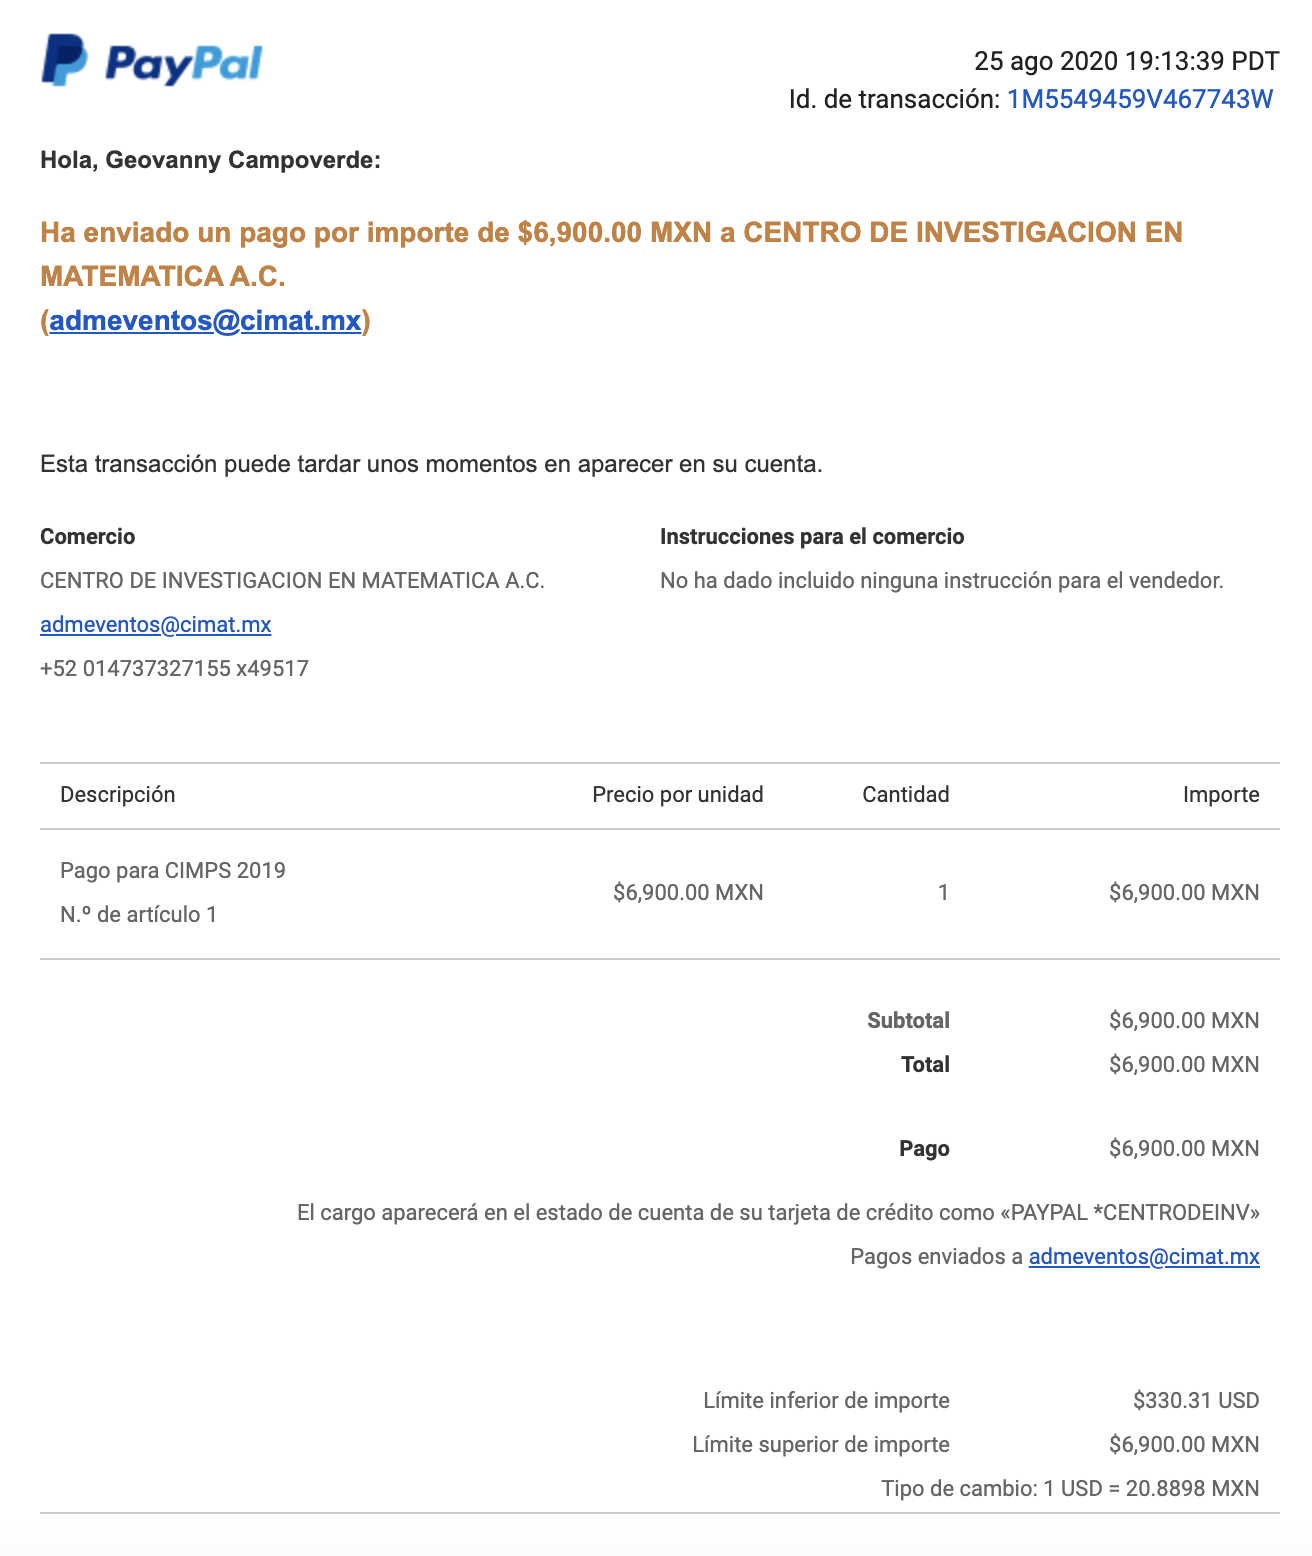 PayPal
25 ago 2020 19:13:39 PDT
Id. de transacción: 1M5549459V467743W
Hola, Geovanny Campoverde:
Ha enviado un pago por importe de $6,900.00 MXN a CENTRO DE INVESTIGACION EN
MATEMATICA A.C.
(admeventos@cimat.mx)
Esta transacción puede tardar unos momentos en aparecer en su cuenta.
Comercio
CENTRO DE INVESTIGACION EN MATEMATICA A.C.
admeventos@cimat.mx
+52 014737327155 x49517
Instrucciones para el comercio
No ha dado incluido ninguna instrucción para el vendedor.
Descripción Precio por unidad Cantidad Importe
Pago para CIMPS 2019
N.º de artículo 1
$6,900.00 MXN 1 $6,900.00 MXN
Subtotal $6,900.00 MXN
Total $6,900.00 MXN
Pago $6,900.00 MXN
El cargo aparecerá en el estado de cuenta de su tarjeta de crédito como «PAYPAL *CENTRODEINV»
Pagos enviados a admeventos@cimat.mx
Límite inferior de importe $330.31 USD
Límite superior de importe $6,900.00 MXN
Tipo de cambio: 1 USD = 20.8898 MXN